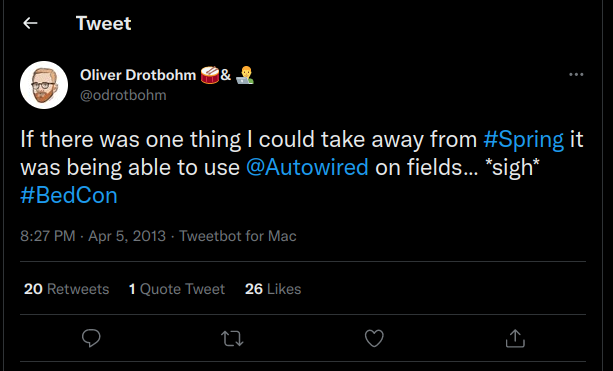 Tweet
Oliver Drotbohm 🥁& 👨‍💻
@odrotbohm
If there was one thing I could take away from #Spring it
was being able to use @Autowired on fields... *sigh*
#BedCon
8:27 PM · Apr 5, 2013 · Tweetbot for Mac
20 Retweets 1 Quote Tweet 26 Likes